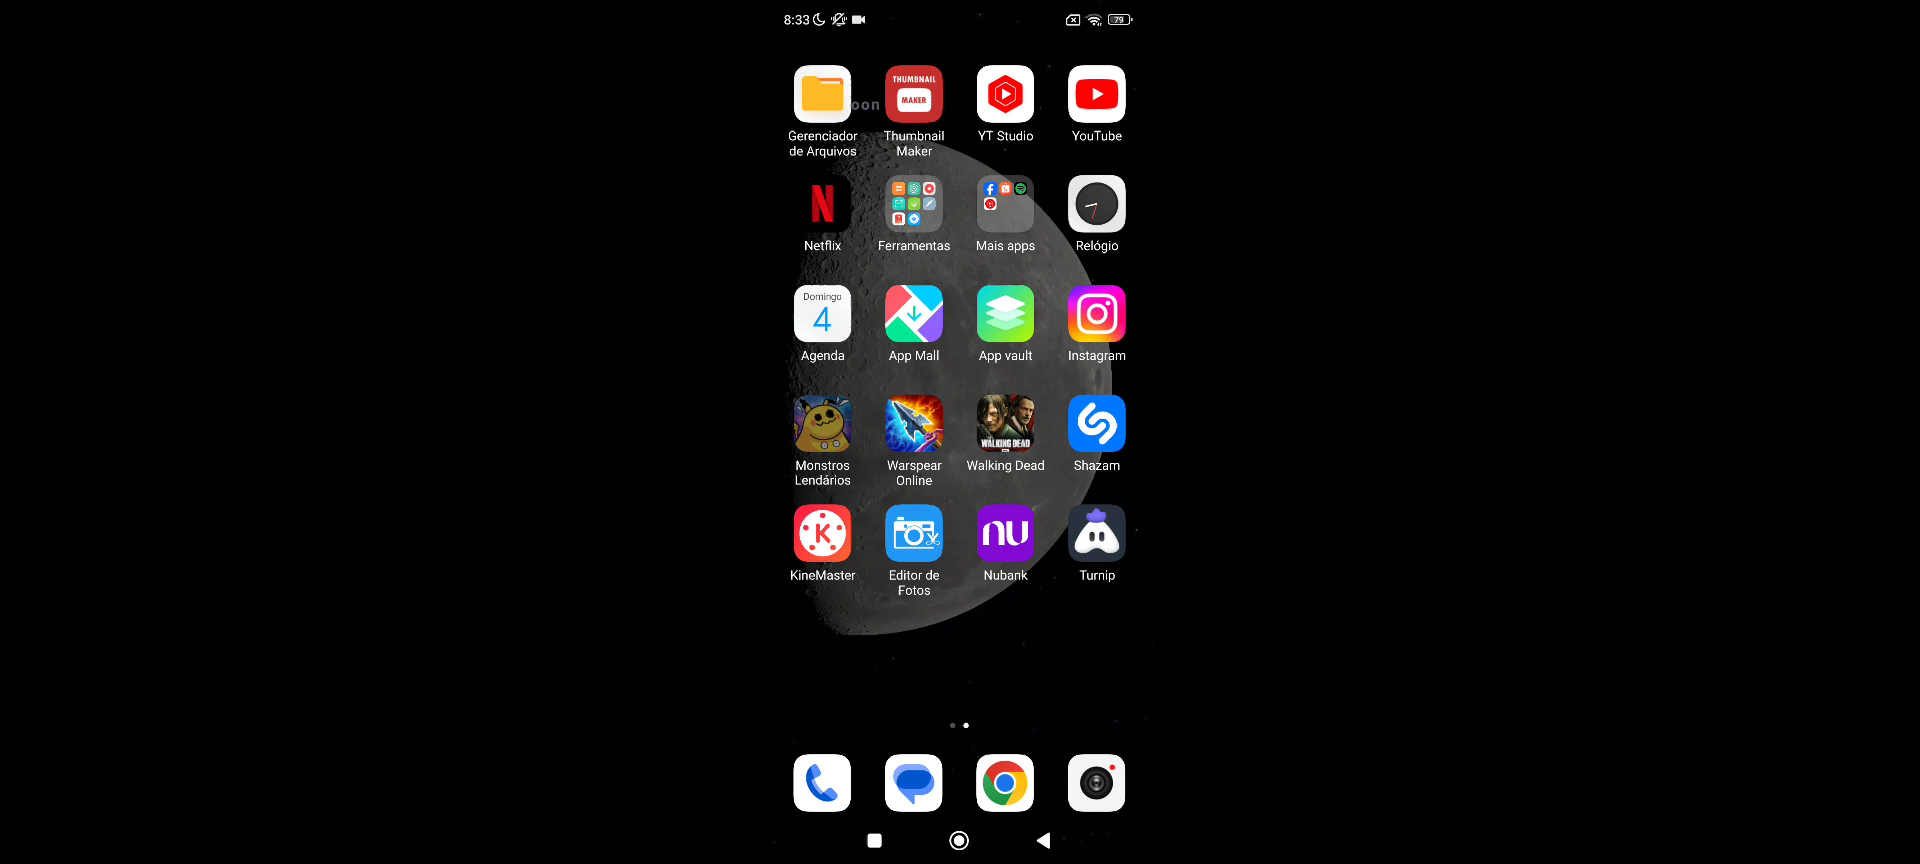 8:33
79
oon
THUMBNAIL
MAKER
Gerenciador
de Arquivos
Thumbnail
Maker
YT Studio
YouTube
Netflix
Ferramentas
Mais apps
Relógio
Domingo
4
Agenda
App Mall
App vault
Instagram
WALKING DEAD
Monstros
Lendários
Warspear
Online
Walking Dead
Shazam
K
nu
KineMaster
Editor de
Fotos
Nubank
Turnip